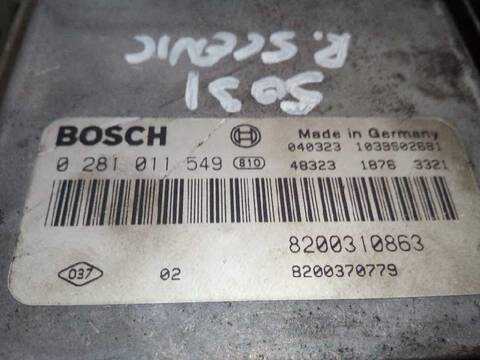 R. SCENIC
5031
BOSCH Made in Germany
040323 1039S02881
0 281 011 549 810 48323 1876 3321
8200310863
037 02 8200370779